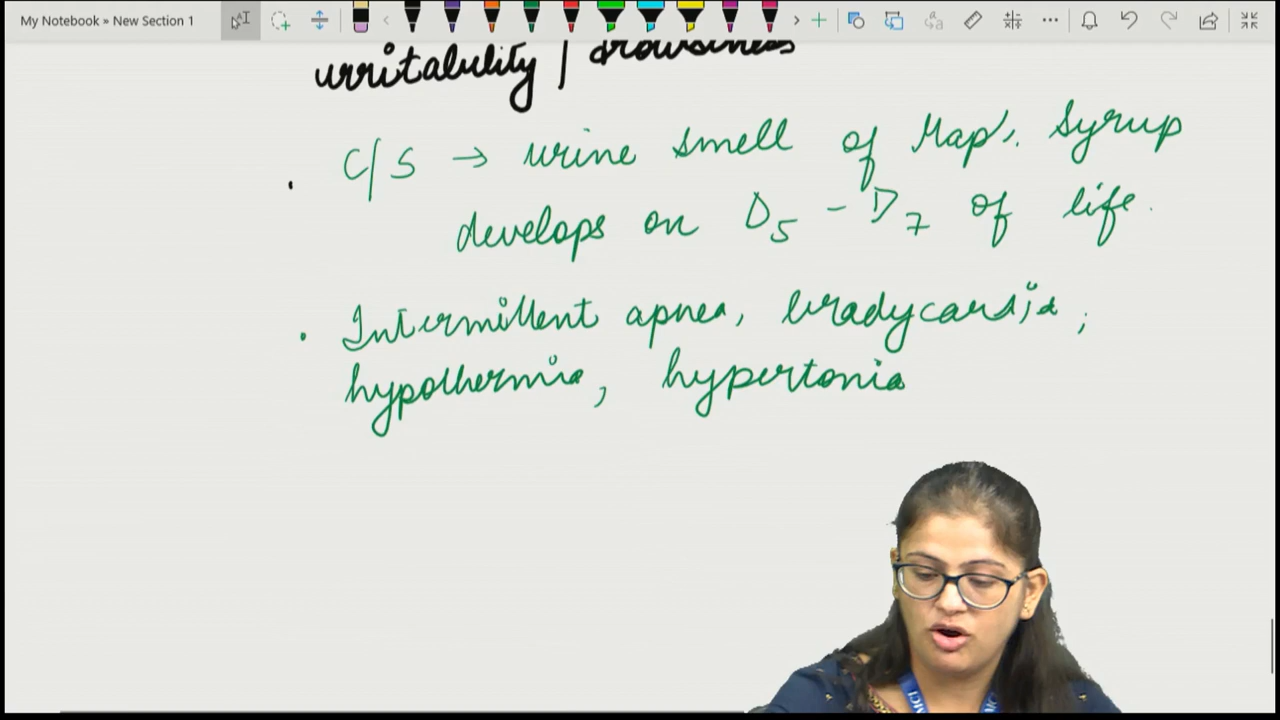 My Notebook » New Section 1
irritability / drowsiness
C/S → urine smell of Map. Syrup
develops on D5 - D7 of life.
• Intermittent apnea, bradycardia,
hypothermia, hypertonia
MCI